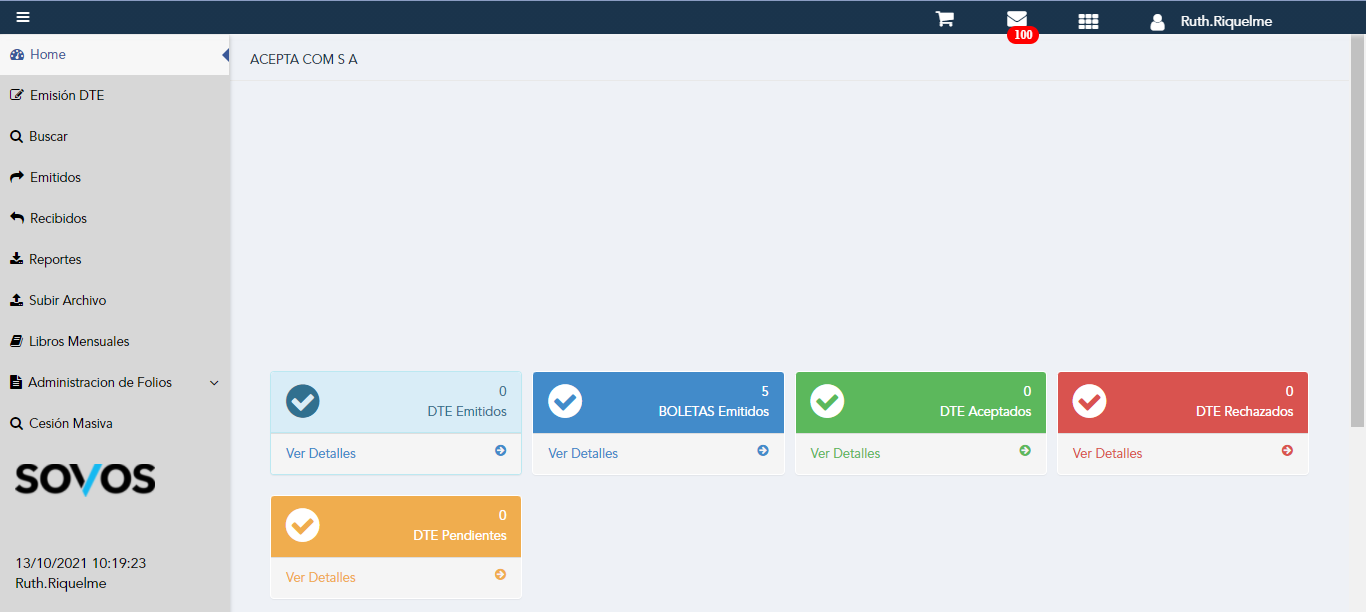 100
Ruth.Riquelme
Home
Emisión DTE
Buscar
Emitidos
Recibidos
Reportes
Subir Archivo
Libros Mensuales
Administracion de Folios
Cesión Masiva
SOVOS
13/10/2021 10:19:23
Ruth.Riquelme
ACEPTA COM S A
0
DTE Emitidos
Ver Detalles
5
BOLETAS Emitidos
Ver Detalles
0
DTE Aceptados
Ver Detalles
0
DTE Rechazados
Ver Detalles
0
DTE Pendientes
Ver Detalles